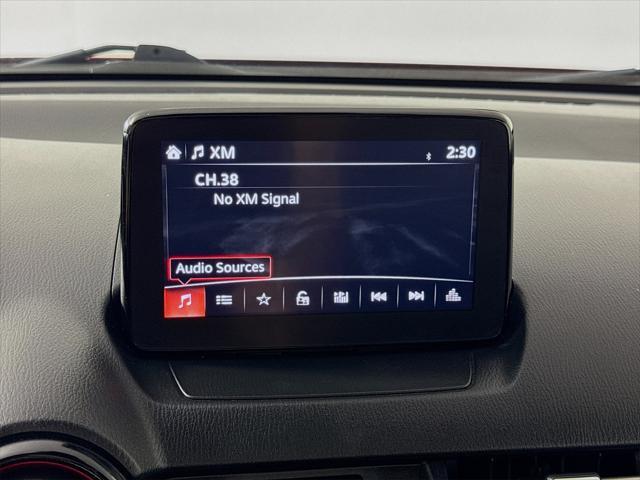 XM 2:30
CH.38
No XM Signal
Audio Sources